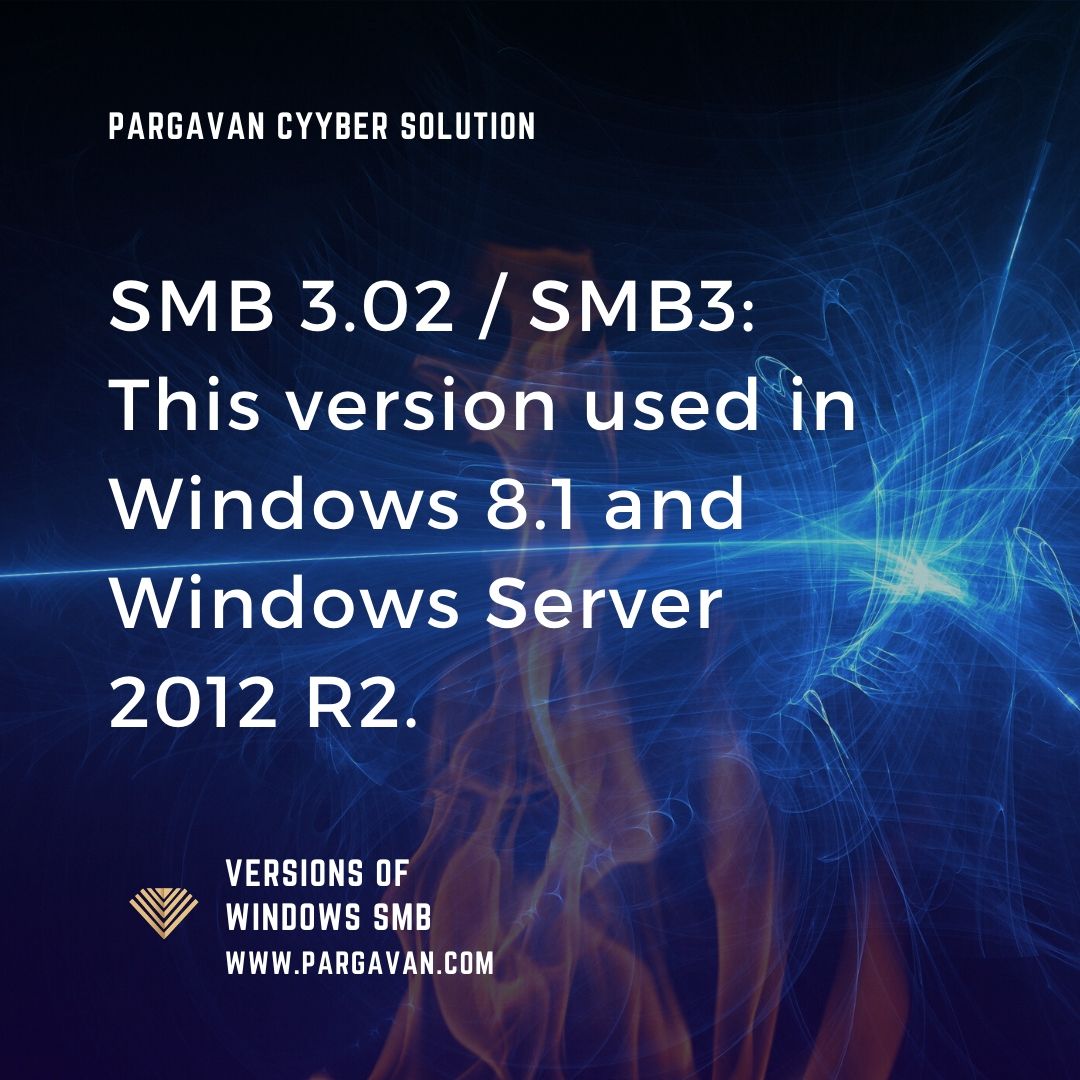 PARGAVAN CYYBER SOLUTION
SMB 3.02 / SMB3:
This version used in
Windows 8.1 and
Windows Server
2012 R2.
VERSIONS OF
WINDOWS SMB
WWW.PARGAVAN.COM